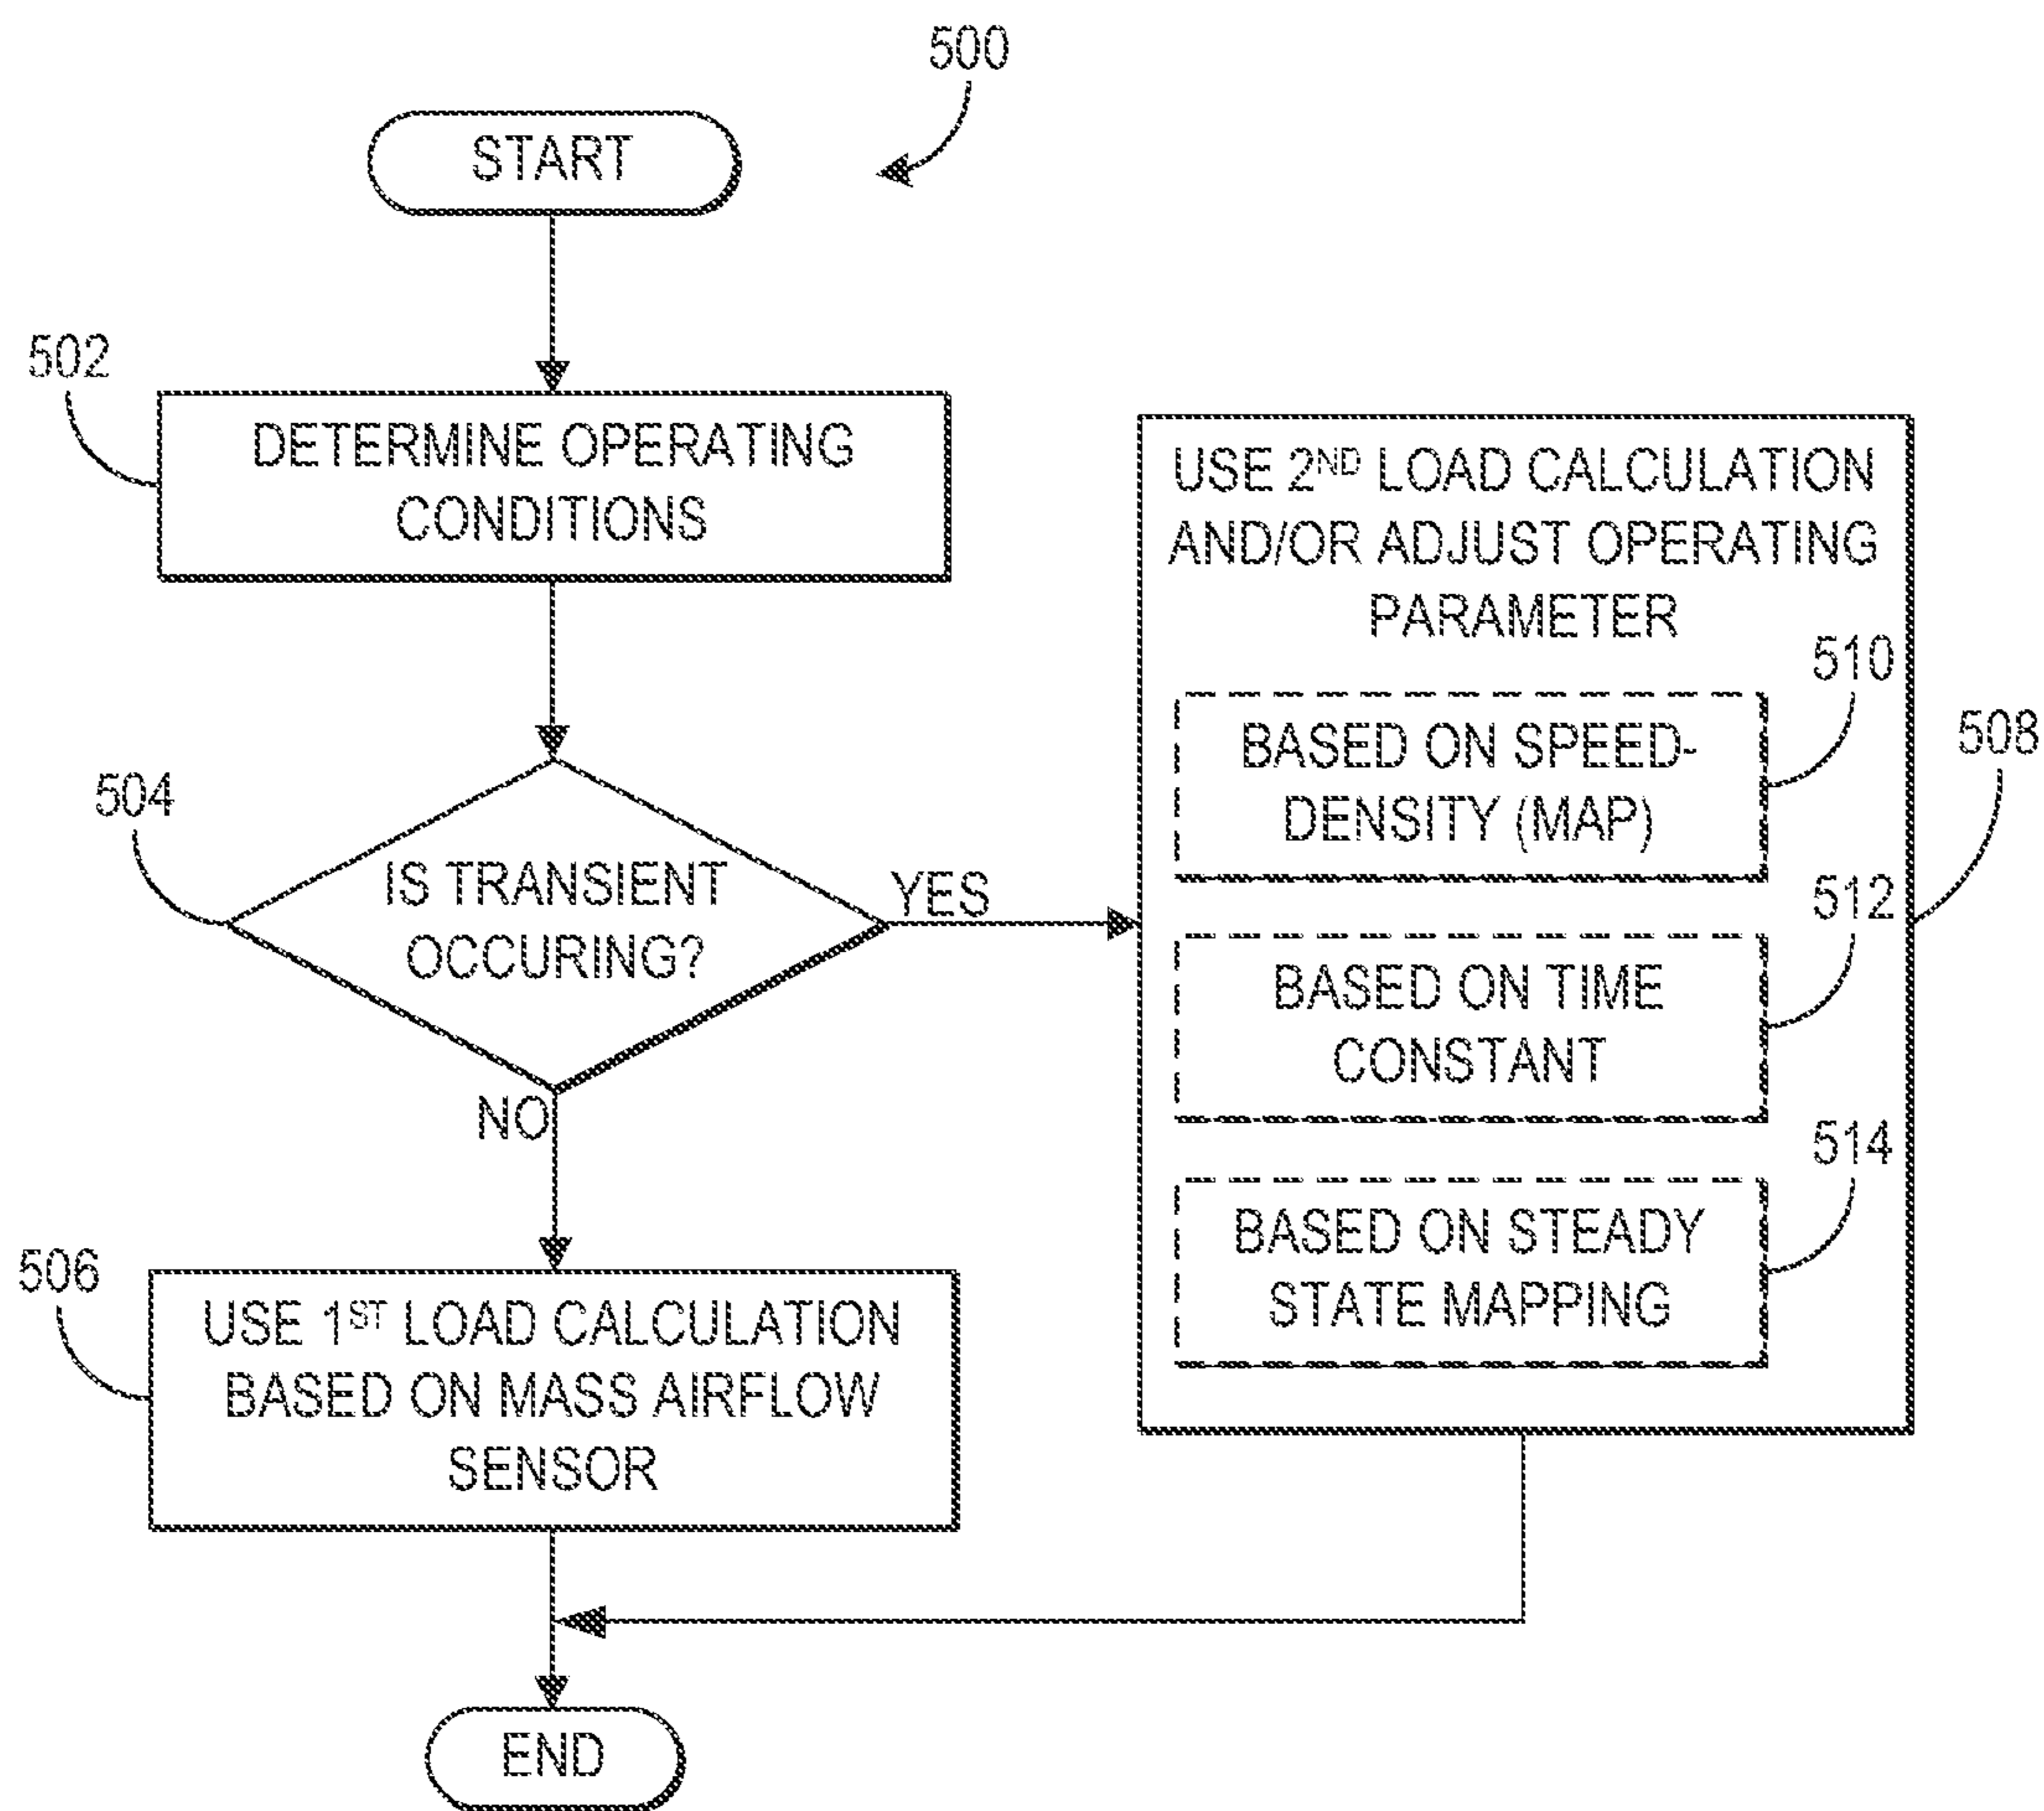 500
START
502
DETERMINE OPERATING
CONDITIONS
504
IS TRANSIENT
OCCURING?
YES
NO
506
USE 1ST LOAD CALCULATION
BASED ON MASS AIRFLOW
SENSOR
USE 2ND LOAD CALCULATION
AND/OR ADJUST OPERATING
PARAMETER
508
510
BASED ON SPEED-
DENSITY (MAP)
512
BASED ON TIME
CONSTANT
514
BASED ON STEADY
STATE MAPPING
END